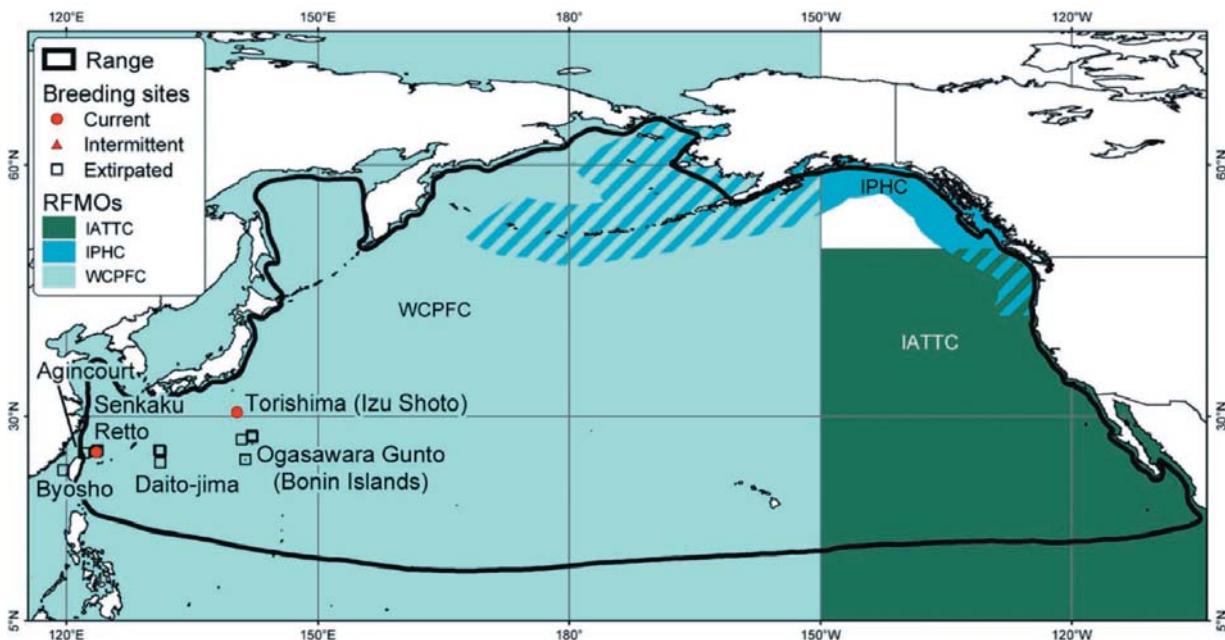 120°E 150°E 180° 150°W 120°W
Range
Breeding sites
Current
Intermittent
Extirpated
RFMOs
IATTC
IPHC
WCPFC
60°N
60°N
IPHC
WCPFC
IATTC
Agincourt
Senkaku
Retto
Torishima (Izu Shoto)
30°N
30°N
Byosho
Daito-jima
Ogasawara Gunto
(Bonin Islands)
5°N
5°N
120°E 150°E 180° 150°W 120°W